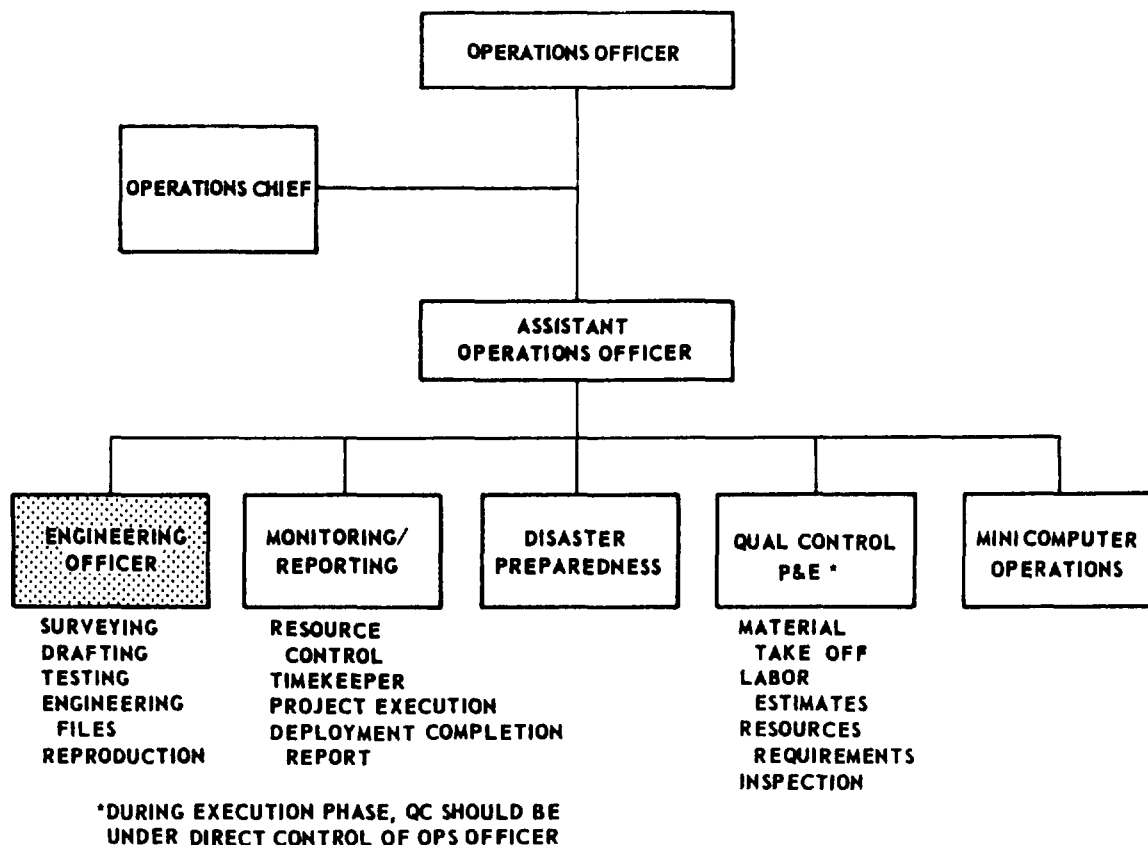 OPERATIONS OFFICER
OPERATIONS CHIEF
ASSISTANT
OPERATIONS OFFICER
ENGINEERING
OFFICER
SURVEYING
DRAFTING
TESTING
ENGINEERING
FILES
REPRODUCTION
MONITORING/
REPORTING
RESOURCE
CONTROL
TIMEKEEPER
PROJECT EXECUTION
DEPLOYMENT COMPLETION
REPORT
DISASTER
PREPAREDNESS
QUAL CONTROL
P&E *
MATERIAL
TAKE OFF
LABOR
ESTIMATES
RESOURCES
REQUIREMENTS
INSPECTION
MINICOMPUTER
OPERATIONS
*DURING EXECUTION PHASE, QC SHOULD BE
UNDER DIRECT CONTROL OF OPS OFFICER